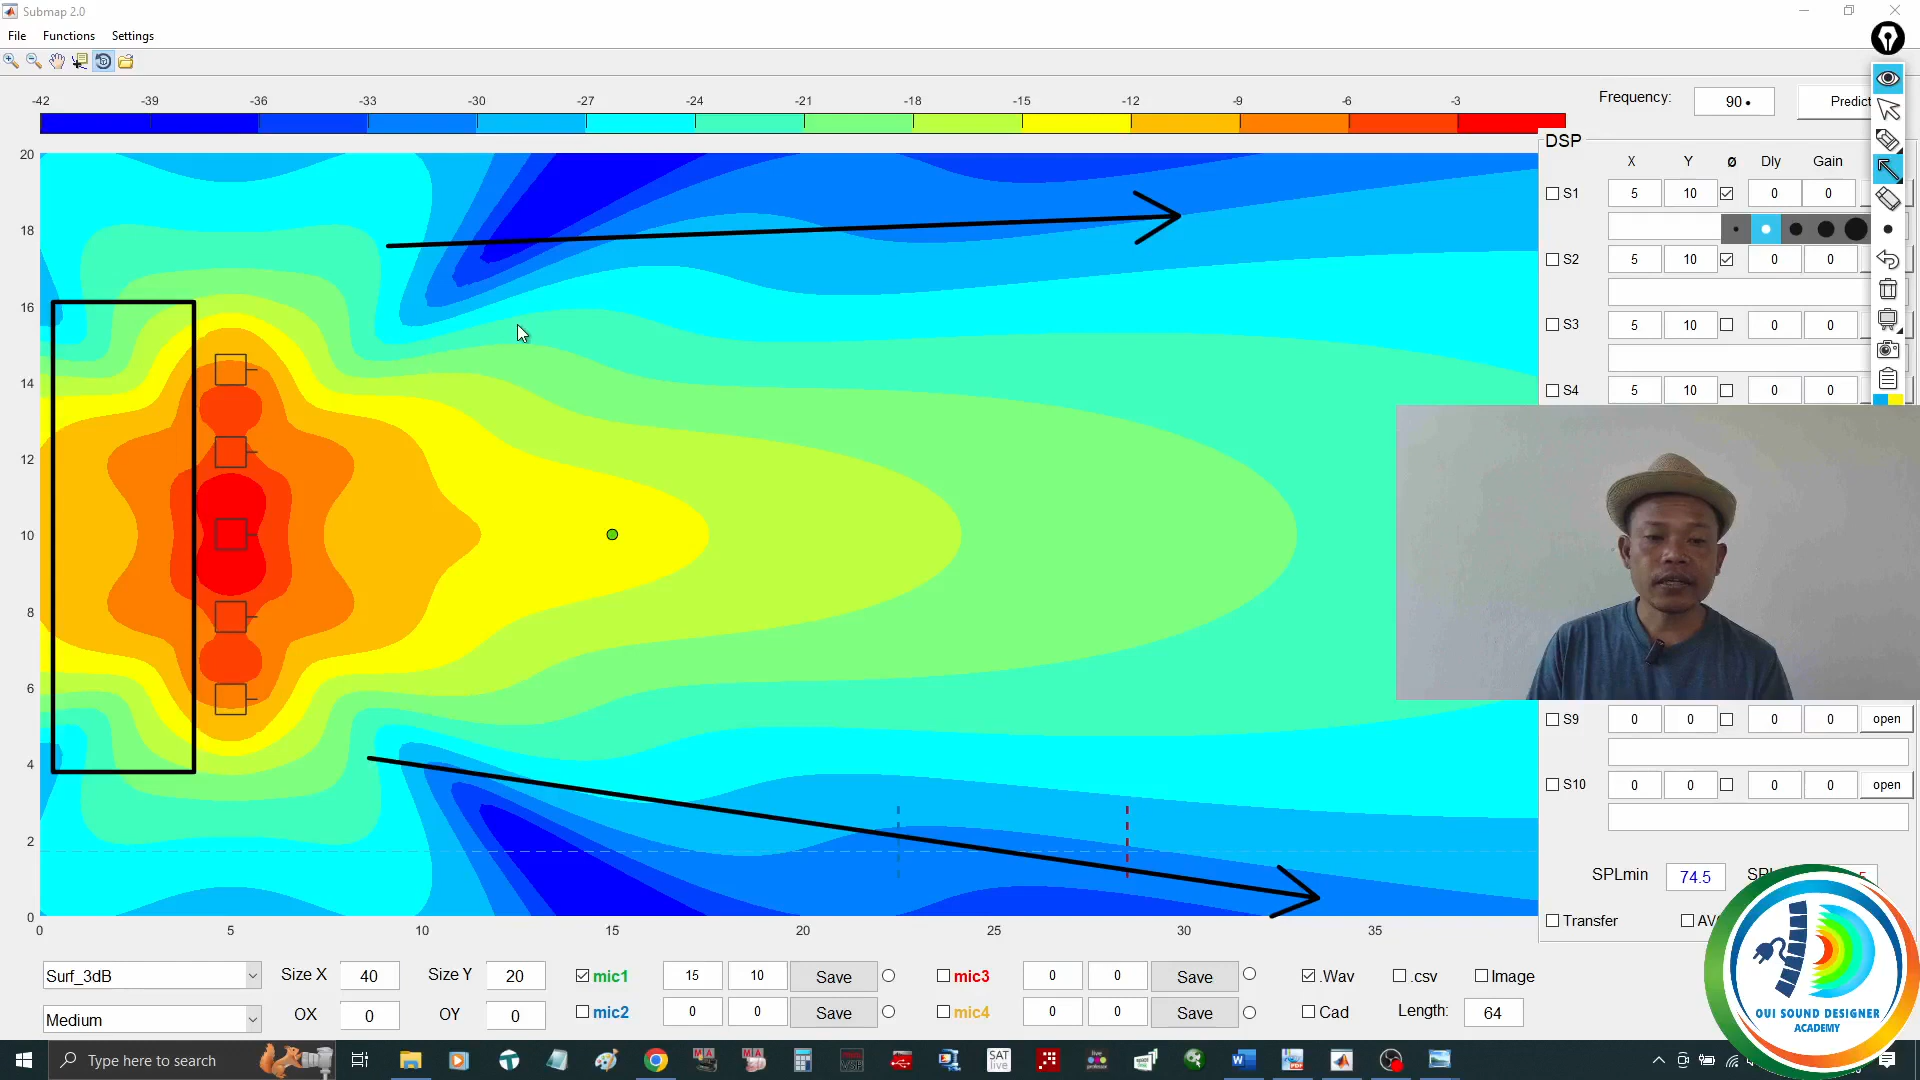 Submap 2.0
File Functions Settings
-42 -39 -36 -33 -30 -27 -24 -21 -18 -15 -12 -9 -6 -3
Frequency: 90 Predict
DSP
X Y ø Dly Gain
S1 5 10 0 0
S2 5 10 0 0
S3 5 10 0 0
S4 5 10 0 0
S9 0 0 0 0 open
S10 0 0 0 0 open
20
18
16
14
12
10
8
6
4
2
0
0 5 10 15 20 25 30 35
SPLmin 74.5
Transfer
Surf_3dB Size X 40 Size Y 20 mic1 15 10 Save mic3 0 0 Save .Wav .csv Image
Medium OX 0 OY 0 mic2 0 0 Save mic4 0 0 Save Cad Length: 64
OUI SOUND DESIGNER
ACADEMY
Type here to search